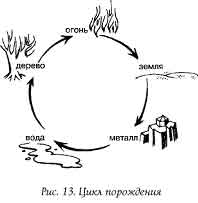 огонь
дерево
земля
вода
металл
Рис. 13. Цикл порождения